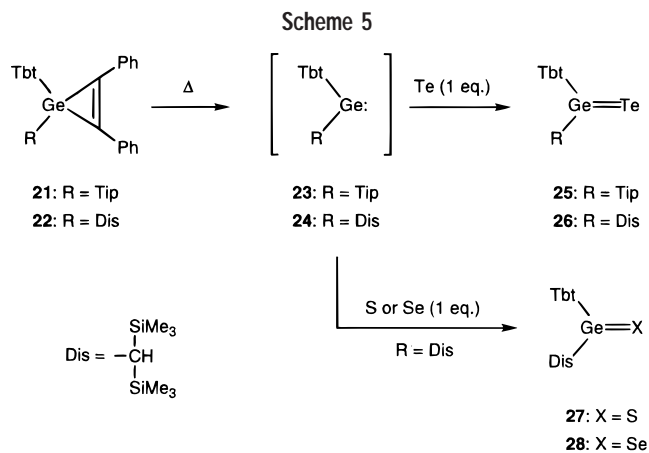 Scheme 5
Tbt
Ge
R
Ph
Ph
Δ
Tbt
Ge:
R
Te (1 eq.)
Tbt
Ge=Te
R
21: R = Tip
22: R = Dis
23: R = Tip
24: R = Dis
25: R = Tip
26: R = Dis
S or Se (1 eq.)
R = Dis
SiMe3
Dis = –CH
SiMe3
Tbt
Ge=X
Dis
27: X = S
28: X = Se